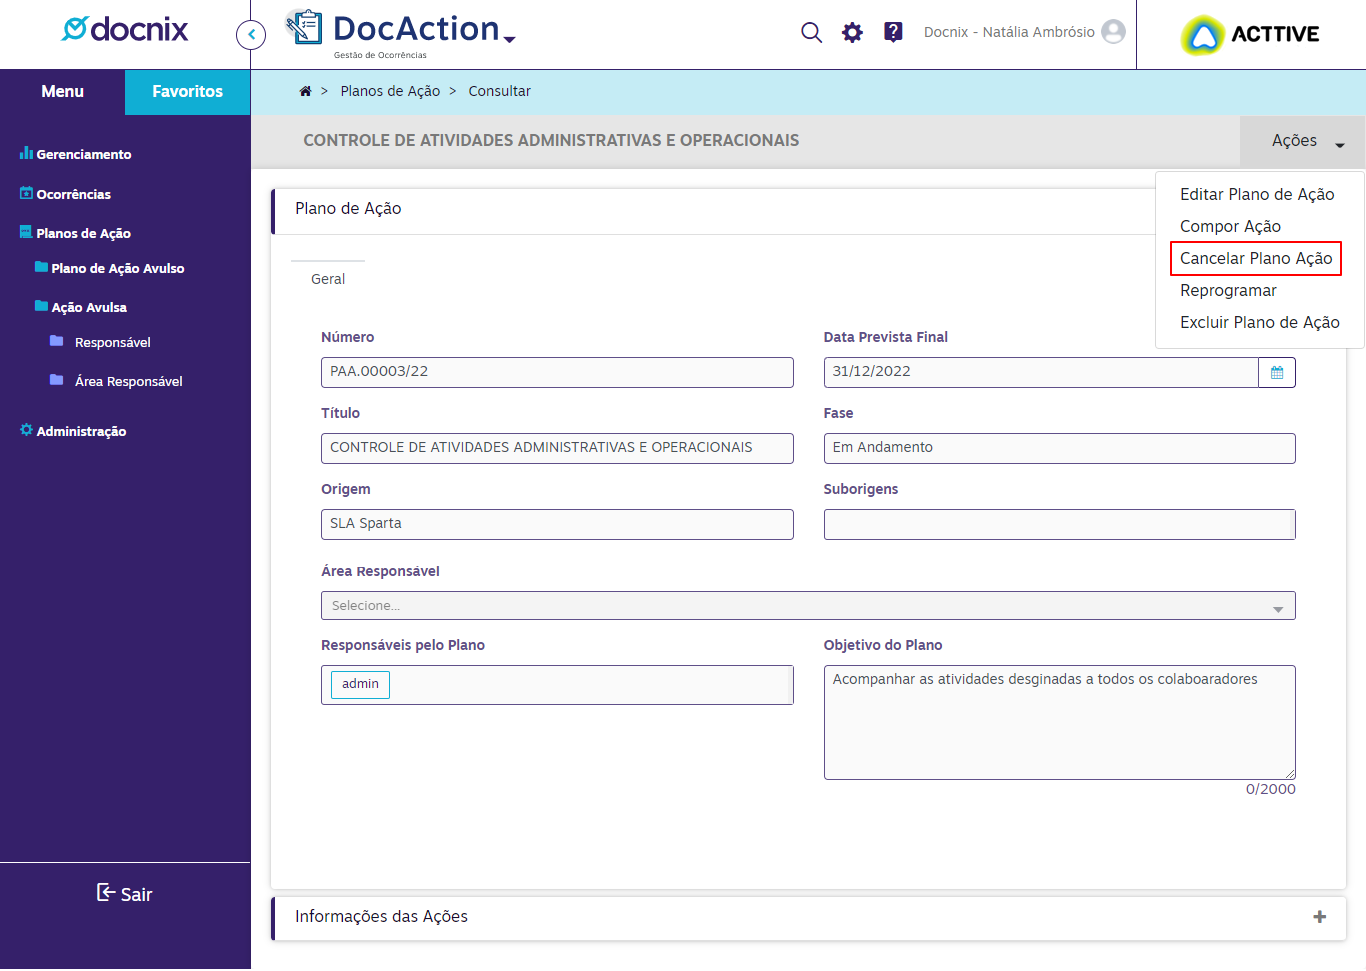 docnix
DocAction
Gestão de Ocorrências
Docnix - Natália Ambrósio
ACTTIVE
Menu
Favoritos
> Planos de Ação > Consultar
CONTROLE DE ATIVIDADES ADMINISTRATIVAS E OPERACIONAIS
Ações
Gerenciamento
Ocorrências
Planos de Ação
Plano de Ação Avulso
Ação Avulsa
Responsável
Área Responsável
Administração
Sair
Editar Plano de Ação
Compor Ação
Cancelar Plano Ação
Reprogramar
Excluir Plano de Ação
Plano de Ação
Geral
Número
PAA.00003/22
Data Prevista Final
31/12/2022
Título
CONTROLE DE ATIVIDADES ADMINISTRATIVAS E OPERACIONAIS
Fase
Em Andamento
Origem
SLA Sparta
Suborigens
Área Responsável
Selecione...
Responsáveis pelo Plano
admin
Objetivo do Plano
Acompanhar as atividades desginadas a todos os colaboaradores
0/2000
Informações das Ações